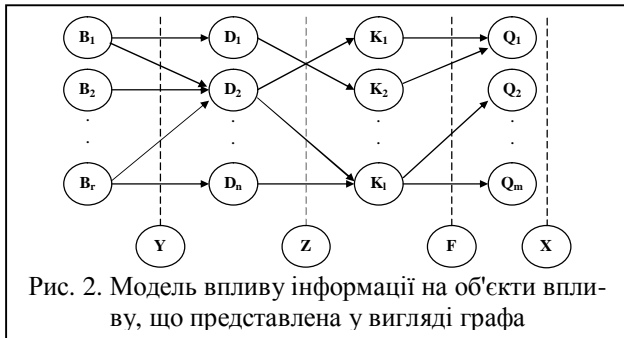 B₁ D₁ K₁ Q₁
B₂ D₂ K₂ Q₂
. . . .
. . . .
Bᵣ Dₙ Kₗ Qₘ
Y Z F X
Рис. 2. Модель впливу інформації на об'єкти впли-
ву, що представлена у вигляді графа